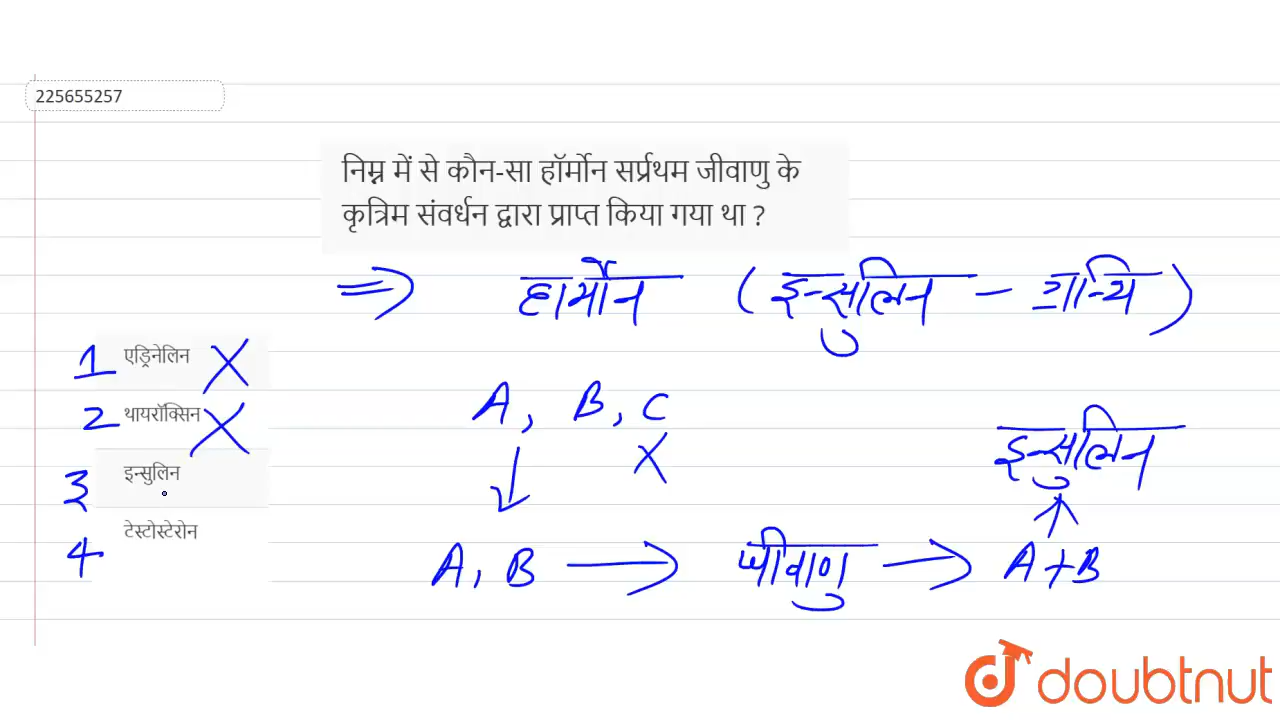 225655257
निम्न में से कौन-सा हॉर्मोन सर्प्रथम जीवाणु के
कृत्रिम संवर्धन द्वारा प्राप्त किया गया था ?
=> हार्मोन (इन्सुलिन - ग्रन्थि)
1 एड्रिनेलिन X
2 थायरॉक्सिन X
3 इन्सुलिन
4 टेस्टोस्टेरोन
A, B, C
X
इन्सुलिन
A, B → जीवाणु → A+B
doubtnut